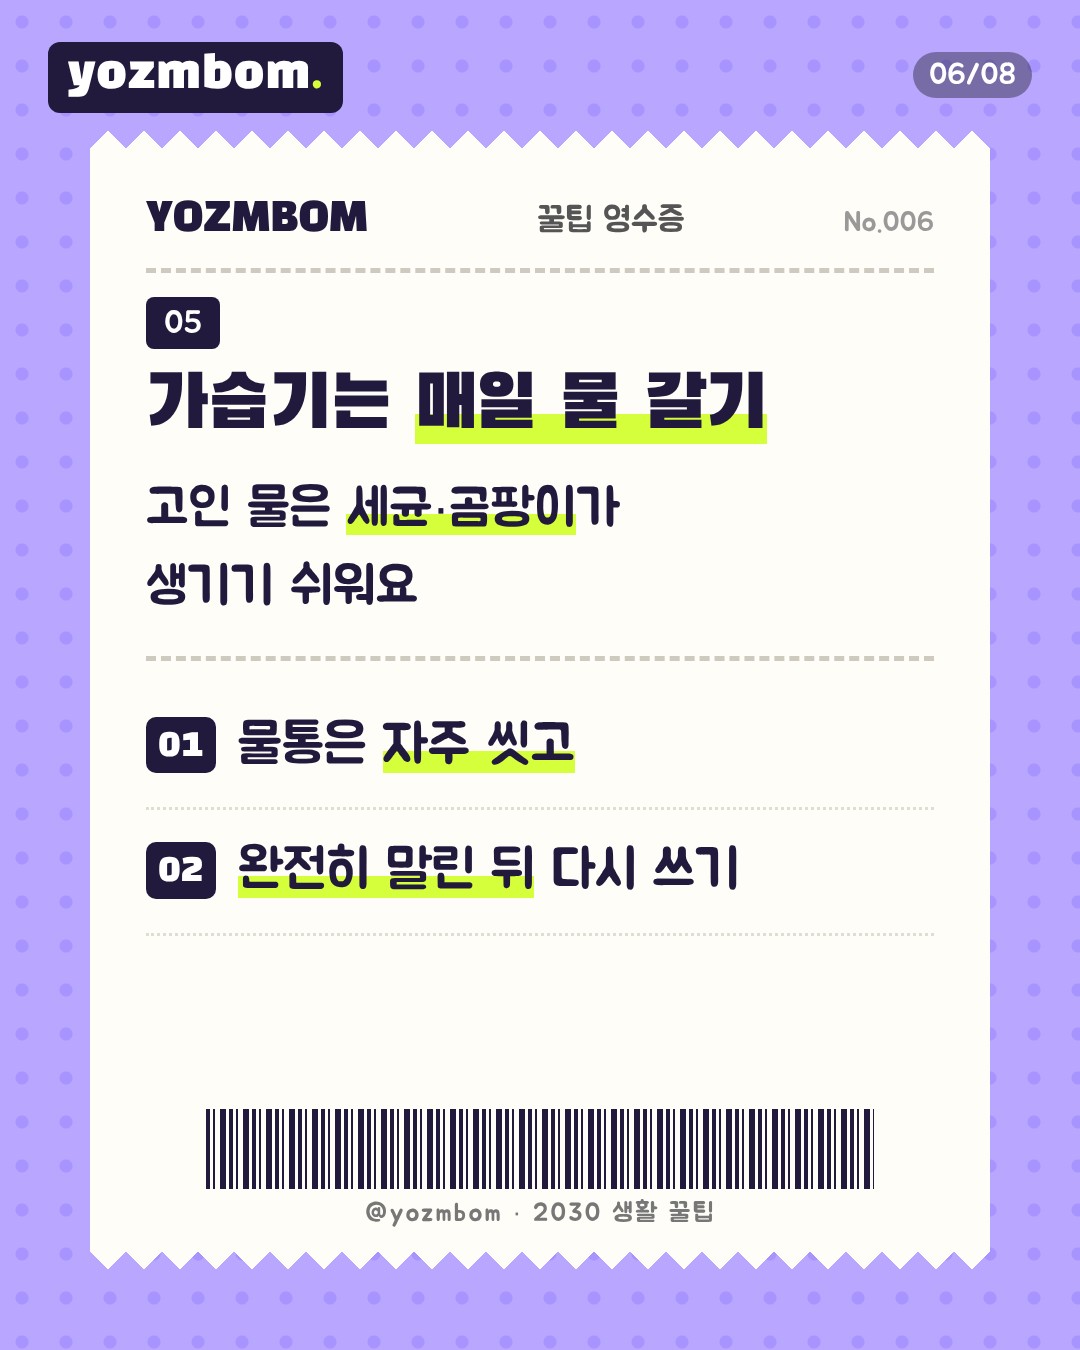 yozmbom.
06/08
YOZMBOM 꿀팁 영수증 No.006
05
가습기는 매일 물 갈기
고인 물은 세균·곰팡이가
생기기 쉬워요
01 물통은 자주 씻고
02 완전히 말린 뒤 다시 쓰기
@yozmbom · 2030 생활 꿀팁